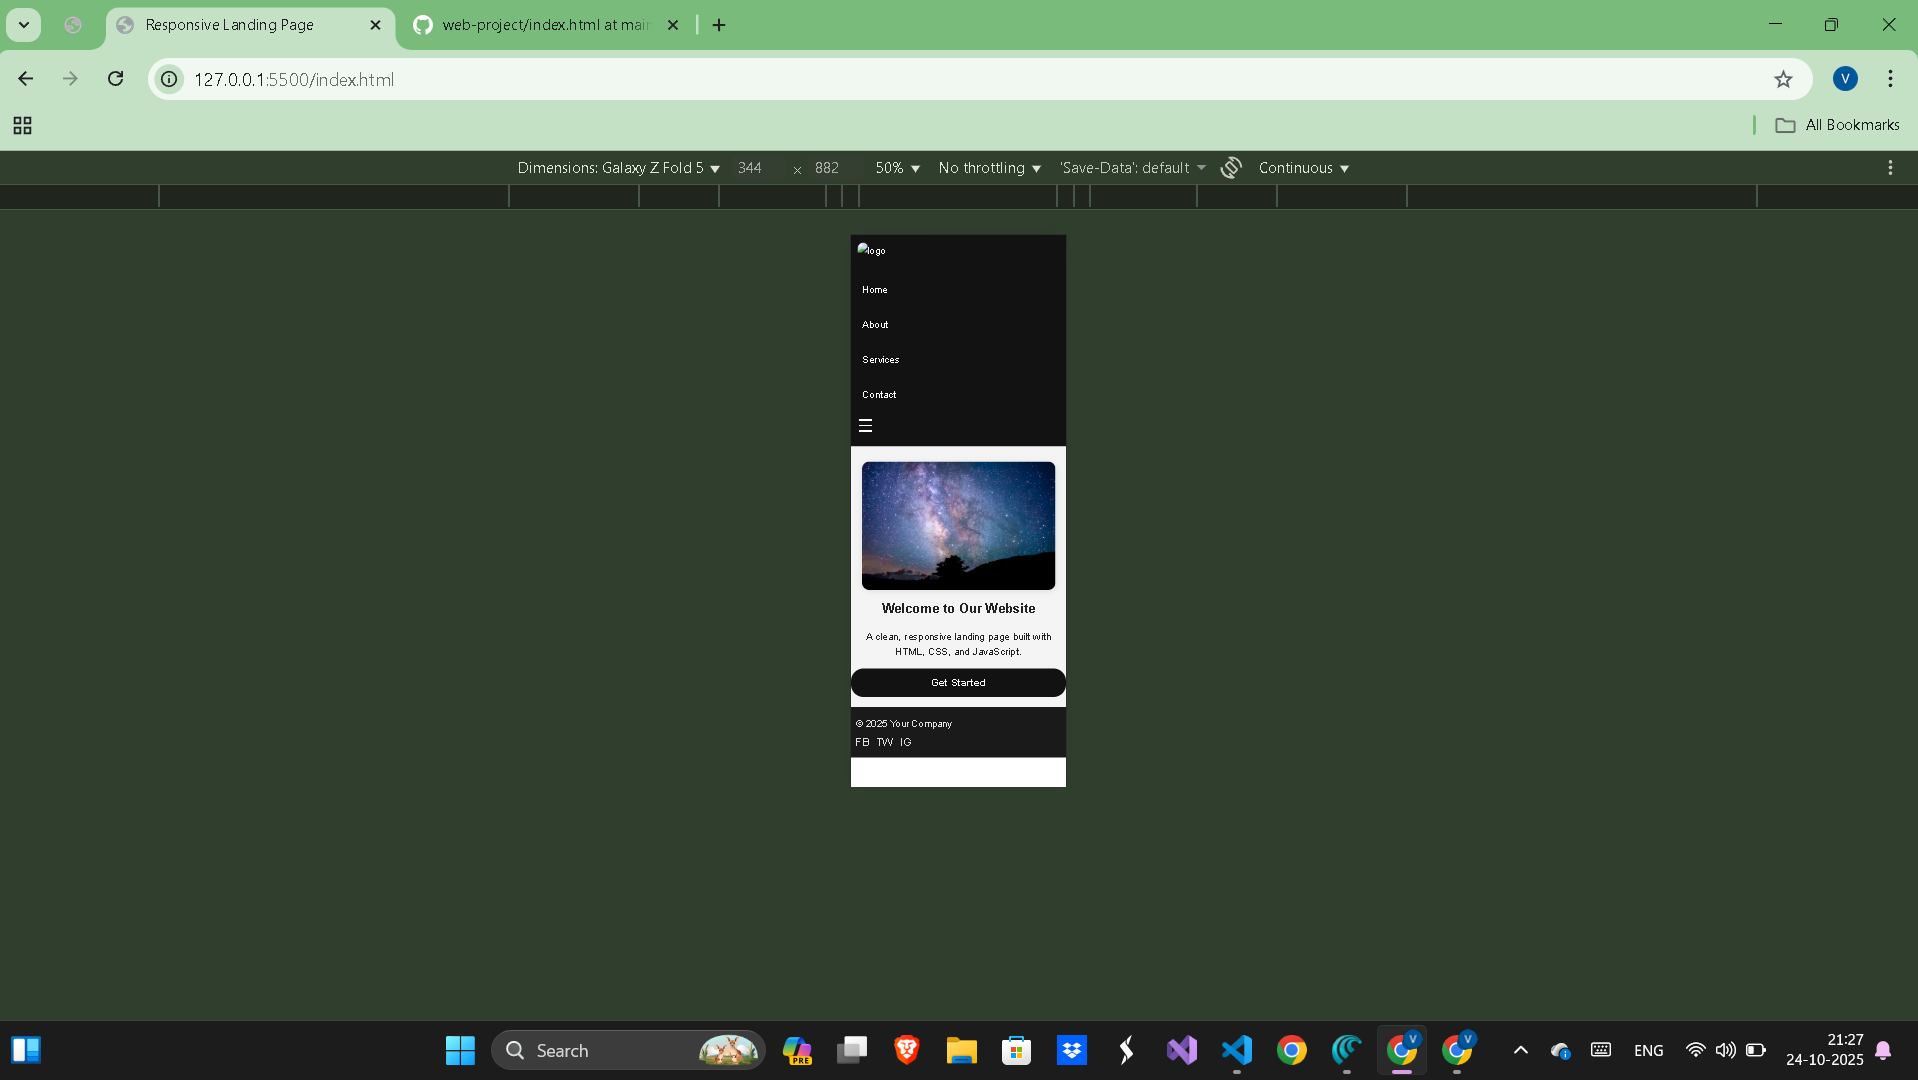 Responsive Landing Page
web-project/index.html at main
127.0.0.1:5500/index.html
V
All Bookmarks
Dimensions: Galaxy Z Fold 5 ▼ 344 × 882 50% ▼ No throttling ▼ 'Save-Data': default ▼ Continuous ▼
logo
Home
About
Services
Contact
☰
Welcome to Our Website
A clean, responsive landing page built with
HTML, CSS, and JavaScript.
Get Started
© 2025 Your Company
FB TW IG
Search
PRE
V
V
ENG
21:27
24-10-2025